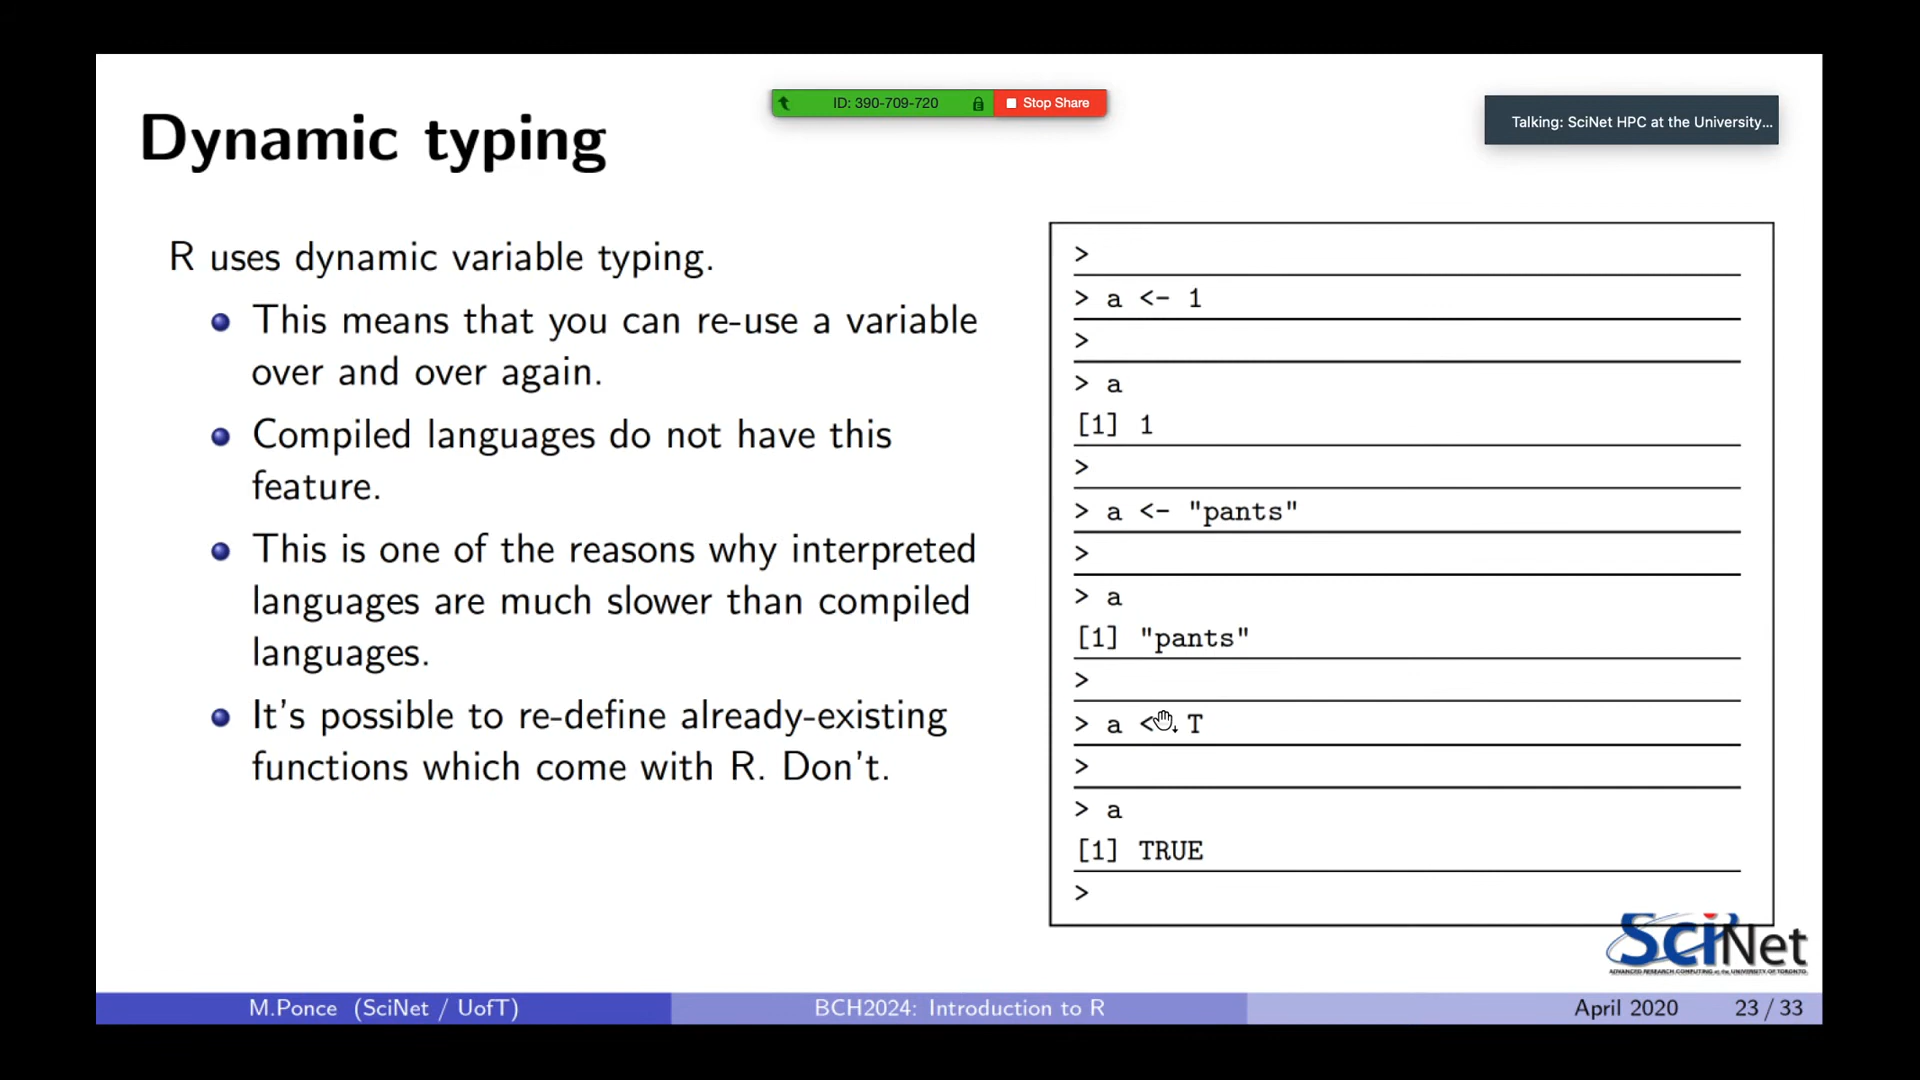 ID: 390-709-720
Stop Share
Talking: SciNet HPC at the University...
Dynamic typing
R uses dynamic variable typing.
This means that you can re-use a variable
over and over again.
Compiled languages do not have this
feature.
This is one of the reasons why interpreted
languages are much slower than compiled
languages.
It's possible to re-define already-existing
functions which come with R. Don't.
>
> a <- 1
>
> a
[1] 1
>
> a <- "pants"
>
> a
[1] "pants"
>
> a < T
>
> a
[1] TRUE
>
SciNet
ADVANCED RESEARCH COMPUTING at the UNIVERSITY OF TORONTO
M.Ponce (SciNet / UofT)
BCH2024: Introduction to R
April 2020
23 / 33